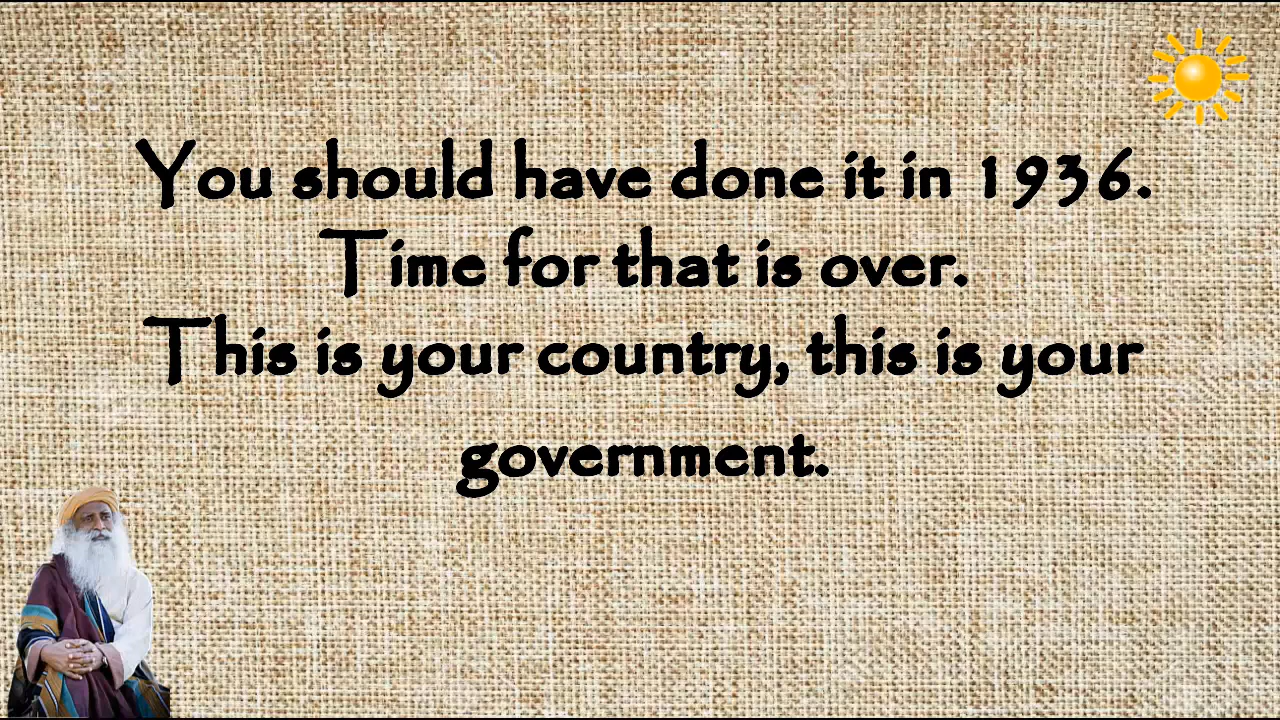 You should have done it in 1936.
Time for that is over.
This is your country, this is your
government.